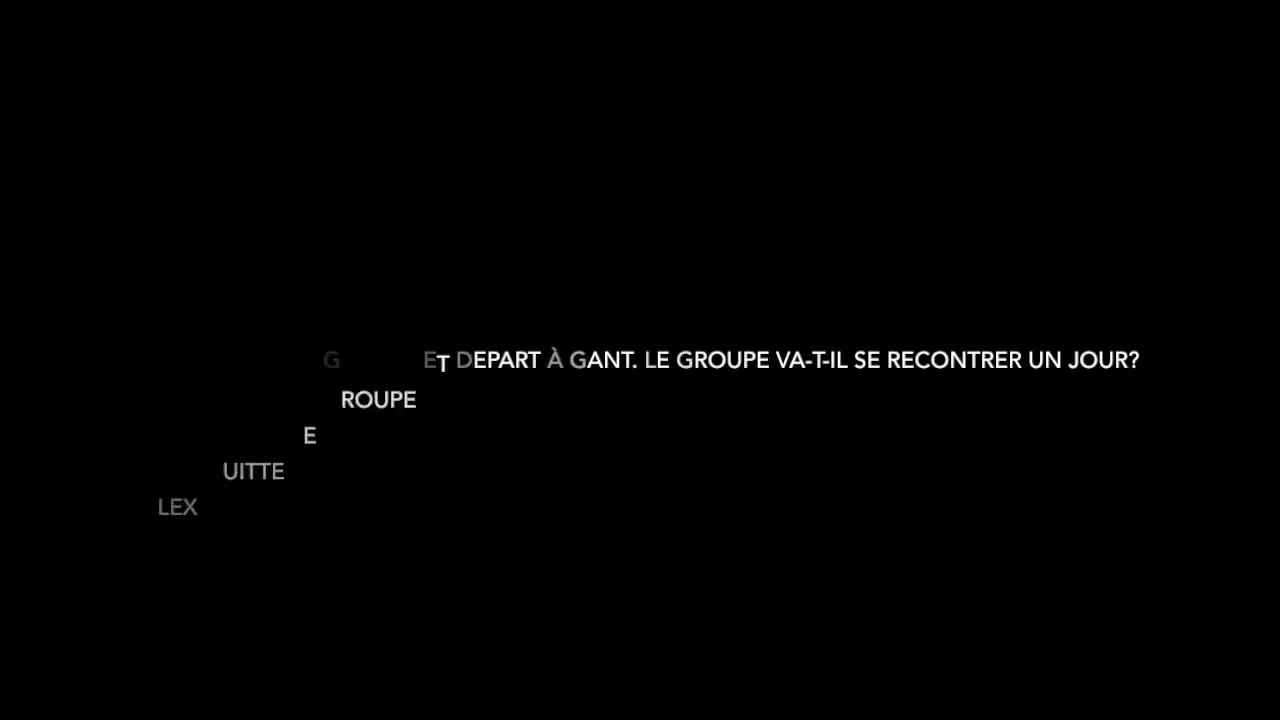 G ET DEPART À GANT. LE GROUPE VA-T-IL SE RECONTRER UN JOUR?
ROUPE
E
UITTE
LEX